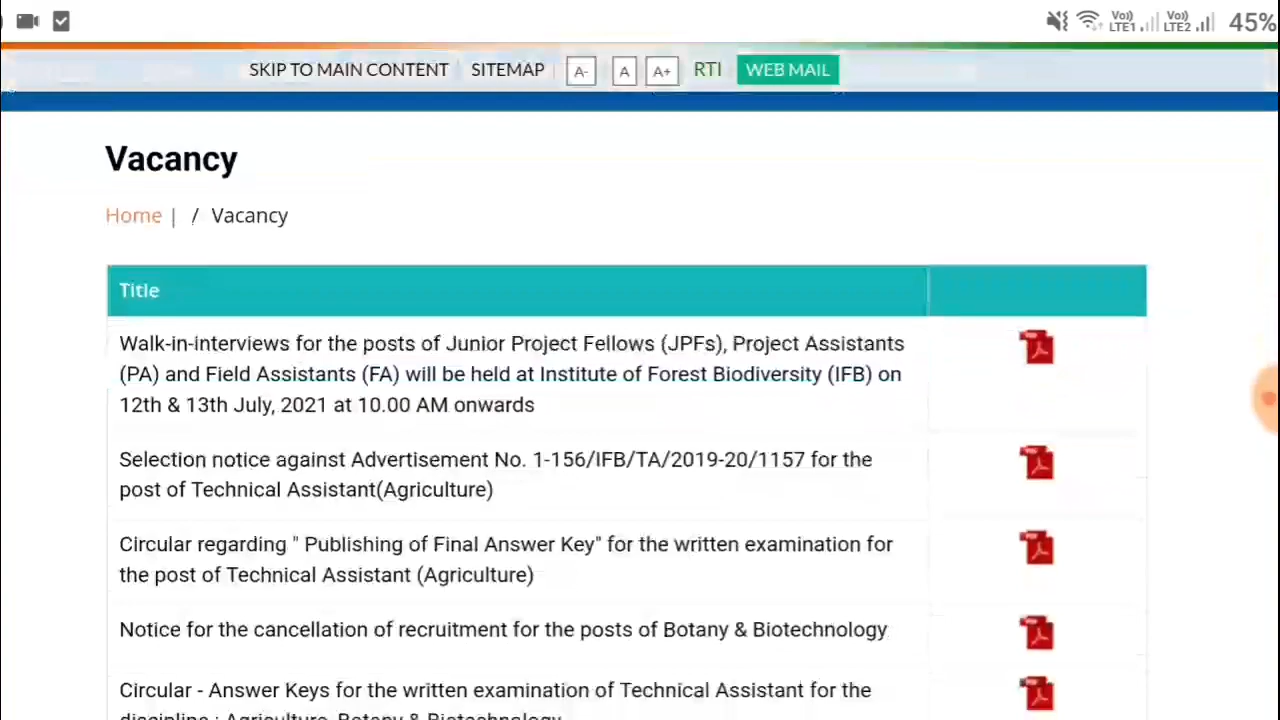 45%
SKIP TO MAIN CONTENT SITEMAP A- A A+ RTI WEB MAIL
Vacancy
Home | / Vacancy
Title
Walk-in-interviews for the posts of Junior Project Fellows (JPFs), Project Assistants
(PA) and Field Assistants (FA) will be held at Institute of Forest Biodiversity (IFB) on
12th & 13th July, 2021 at 10.00 AM onwards
Selection notice against Advertisement No. 1-156/IFB/TA/2019-20/1157 for the
post of Technical Assistant(Agriculture)
Circular regarding " Publishing of Final Answer Key" for the written examination for
the post of Technical Assistant (Agriculture)
Notice for the cancellation of recruitment for the posts of Botany & Biotechnology
Circular - Answer Keys for the written examination of Technical Assistant for the
discipline : Agriculture, Botany & Biotechnology